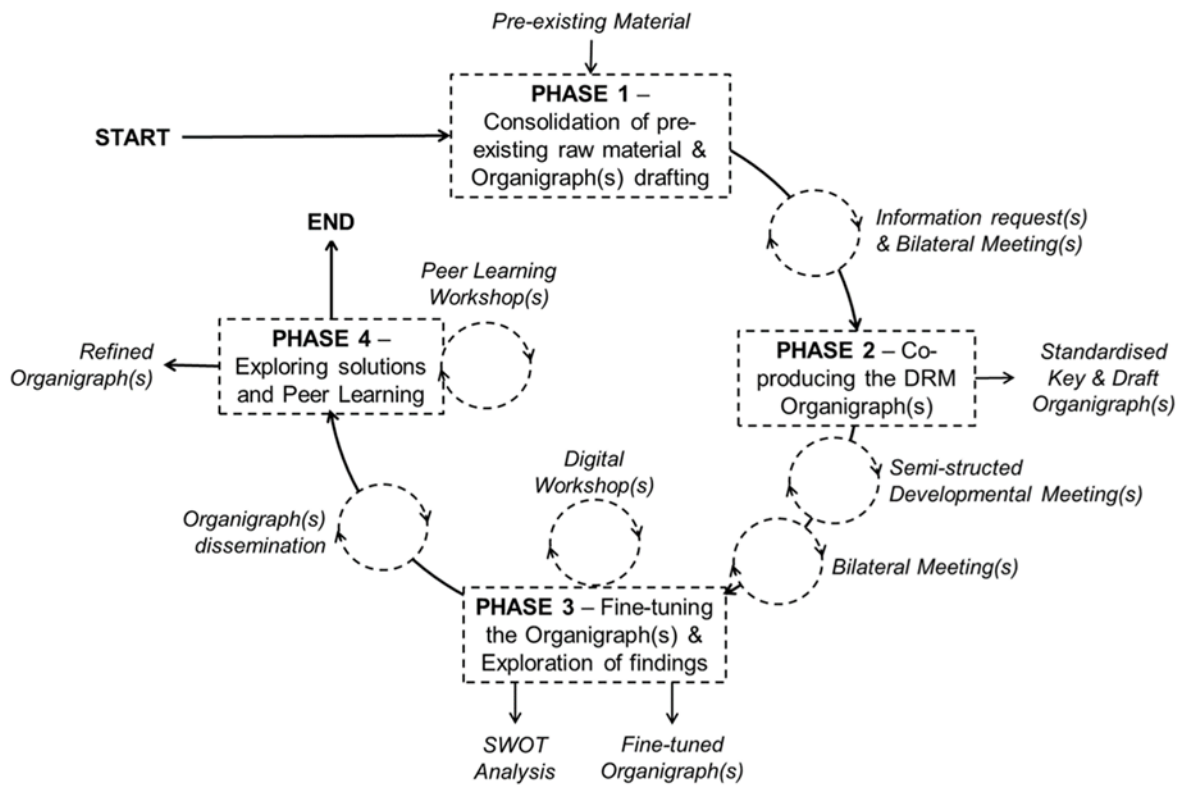 Pre-existing Material
PHASE 1 –
Consolidation of pre-
existing raw material &
Organigraph(s) drafting
START
Information request(s)
& Bilateral Meeting(s)
END
Peer Learning
Workshop(s)
PHASE 4 –
Exploring solutions
and Peer Learning
Refined
Organigraph(s)
PHASE 2 – Co-
producing the DRM
Organigraph(s)
Standardised
Key & Draft
Organigraph(s)
Semi-structed
Developmental Meeting(s)
Bilateral Meeting(s)
Digital
Workshop(s)
Organigraph(s)
dissemination
PHASE 3 – Fine-tuning
the Organigraph(s) &
Exploration of findings
SWOT
Analysis
Fine-tuned
Organigraph(s)